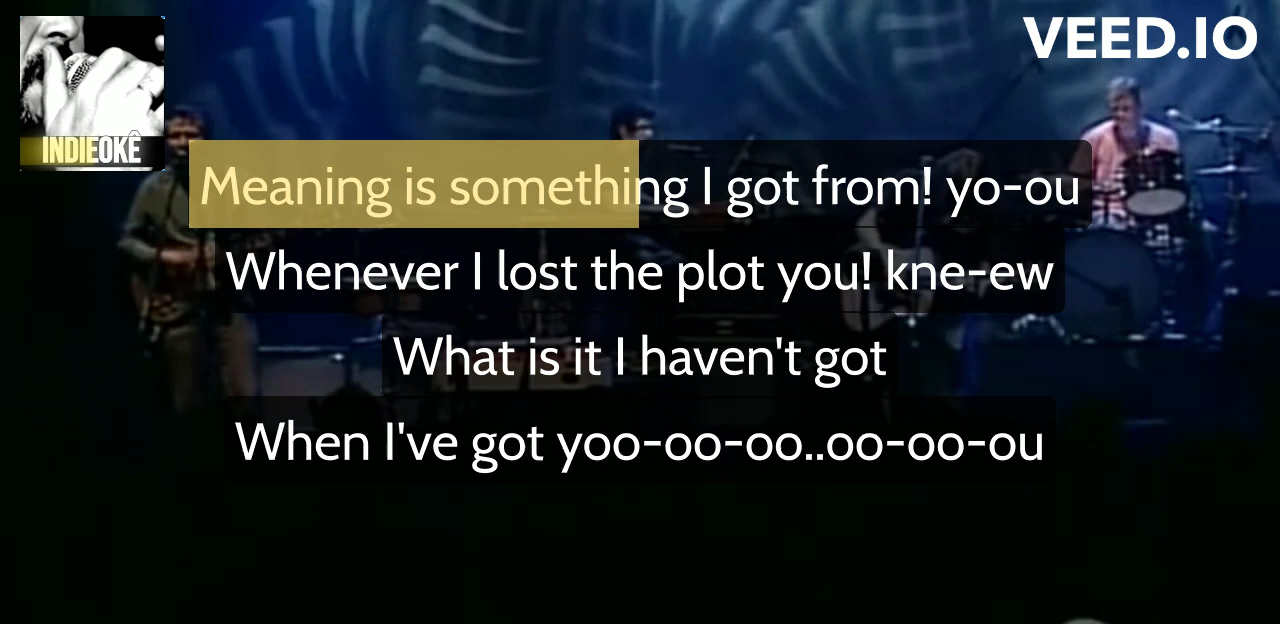 VEED.IO
INDIEOKÊ
Meaning is something I got from! yo-ou
Whenever I lost the plot you! kne-ew
What is it I haven't got
When I've got yoo-oo-oo..oo-oo-ou